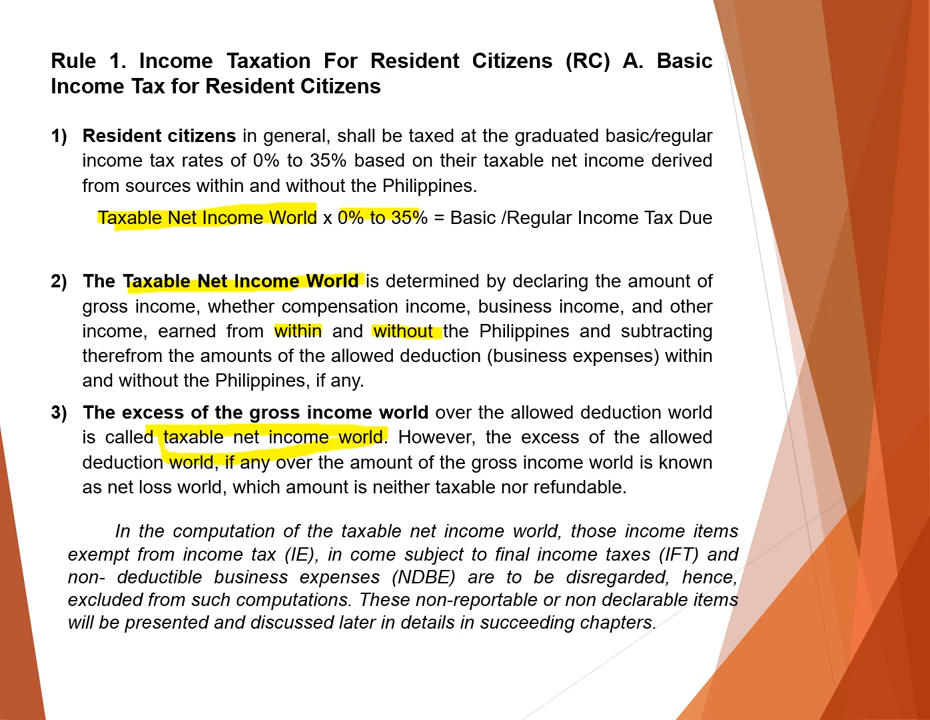 Rule 1. Income Taxation For Resident Citizens (RC) A. Basic
Income Tax for Resident Citizens
1) Resident citizens in general, shall be taxed at the graduated basic/regular
income tax rates of 0% to 35% based on their taxable net income derived
from sources within and without the Philippines.
Taxable Net Income World x 0% to 35% = Basic /Regular Income Tax Due
2) The Taxable Net Income World is determined by declaring the amount of
gross income, whether compensation income, business income, and other
income, earned from within and without the Philippines and subtracting
therefrom the amounts of the allowed deduction (business expenses) within
and without the Philippines, if any.
3) The excess of the gross income world over the allowed deduction world
is called taxable net income world. However, the excess of the allowed
deduction world, if any over the amount of the gross income world is known
as net loss world, which amount is neither taxable nor refundable.
In the computation of the taxable net income world, those income items
exempt from income tax (IE), in come subject to final income taxes (IFT) and
non- deductible business expenses (NDBE) are to be disregarded, hence,
excluded from such computations. These non-reportable or non declarable items
will be presented and discussed later in details in succeeding chapters.